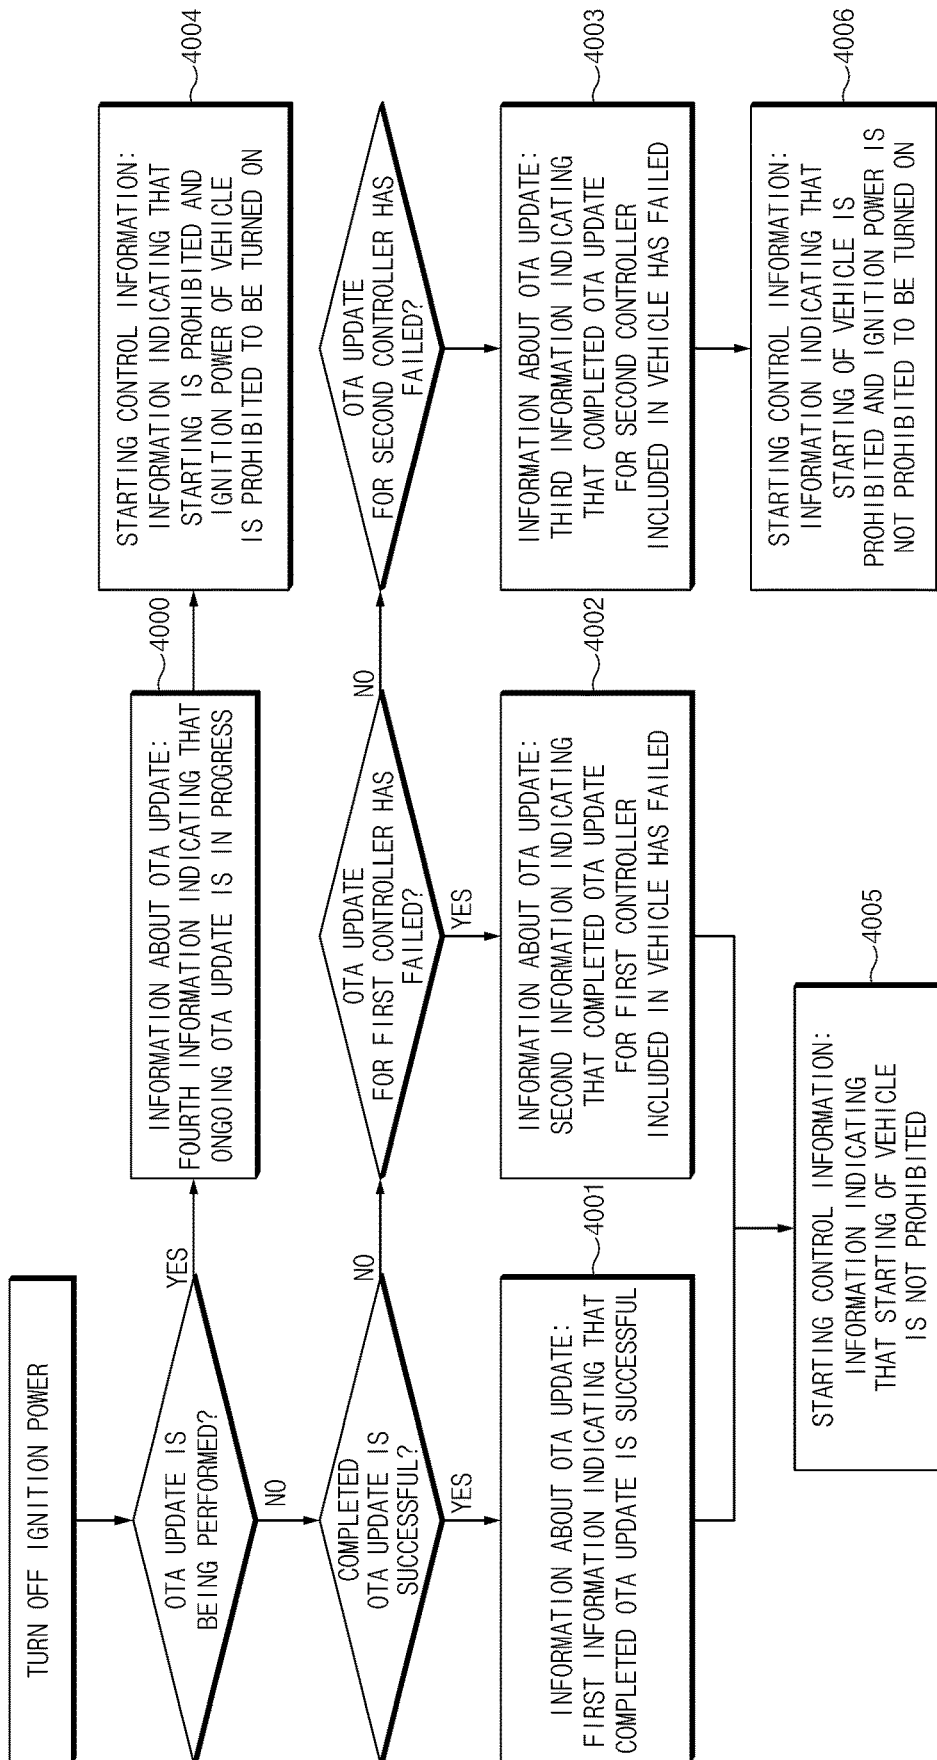 TURN OFF IGNITION POWER
OTA UPDATE IS
BEING PERFORMED?
YES
NO
4000
INFORMATION ABOUT OTA UPDATE:
FOURTH INFORMATION INDICATING THAT
ONGOING OTA UPDATE IS IN PROGRESS
4004
STARTING CONTROL INFORMATION:
INFORMATION INDICATING THAT
STARTING IS PROHIBITED AND
IGNITION POWER OF VEHICLE
IS PROHIBITED TO BE TURNED ON
COMPLETED
OTA UPDATE IS
SUCCESSFUL?
NO
YES
OTA UPDATE
FOR FIRST CONTROLLER HAS
FAILED?
NO
YES
OTA UPDATE
FOR SECOND CONTROLLER HAS
FAILED?
4001
INFORMATION ABOUT OTA UPDATE:
FIRST INFORMATION INDICATING THAT
COMPLETED OTA UPDATE IS SUCCESSFUL
4002
INFORMATION ABOUT OTA UPDATE:
SECOND INFORMATION INDICATING
THAT COMPLETED OTA UPDATE
FOR FIRST CONTROLLER
INCLUDED IN VEHICLE HAS FAILED
4003
INFORMATION ABOUT OTA UPDATE:
THIRD INFORMATION INDICATING
THAT COMPLETED OTA UPDATE
FOR SECOND CONTROLLER
INCLUDED IN VEHICLE HAS FAILED
4005
STARTING CONTROL INFORMATION:
INFORMATION INDICATING
THAT STARTING OF VEHICLE
IS NOT PROHIBITED
4006
STARTING CONTROL INFORMATION:
INFORMATION INDICATING THAT
STARTING OF VEHICLE IS
PROHIBITED AND IGNITION POWER IS
NOT PROHIBITED TO BE TURNED ON